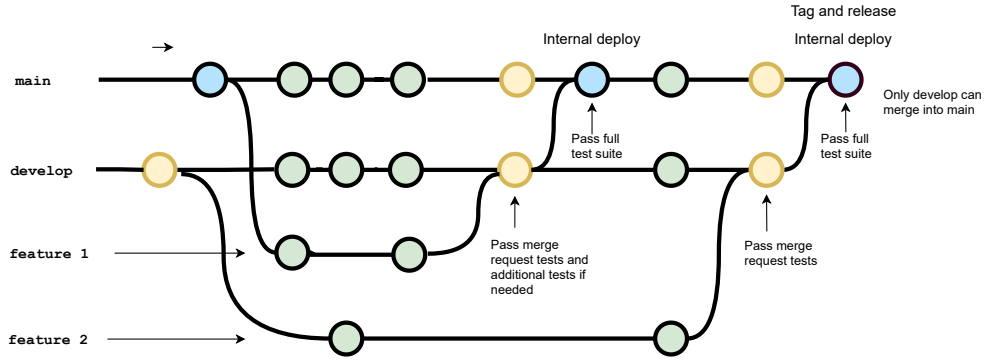 Tag and release
Internal deploy
Internal deploy
main
Only develop can
merge into main
Pass full
test suite
Pass full
test suite
develop
feature 1
Pass merge
request tests and
additional tests if
needed
Pass merge
request tests
feature 2